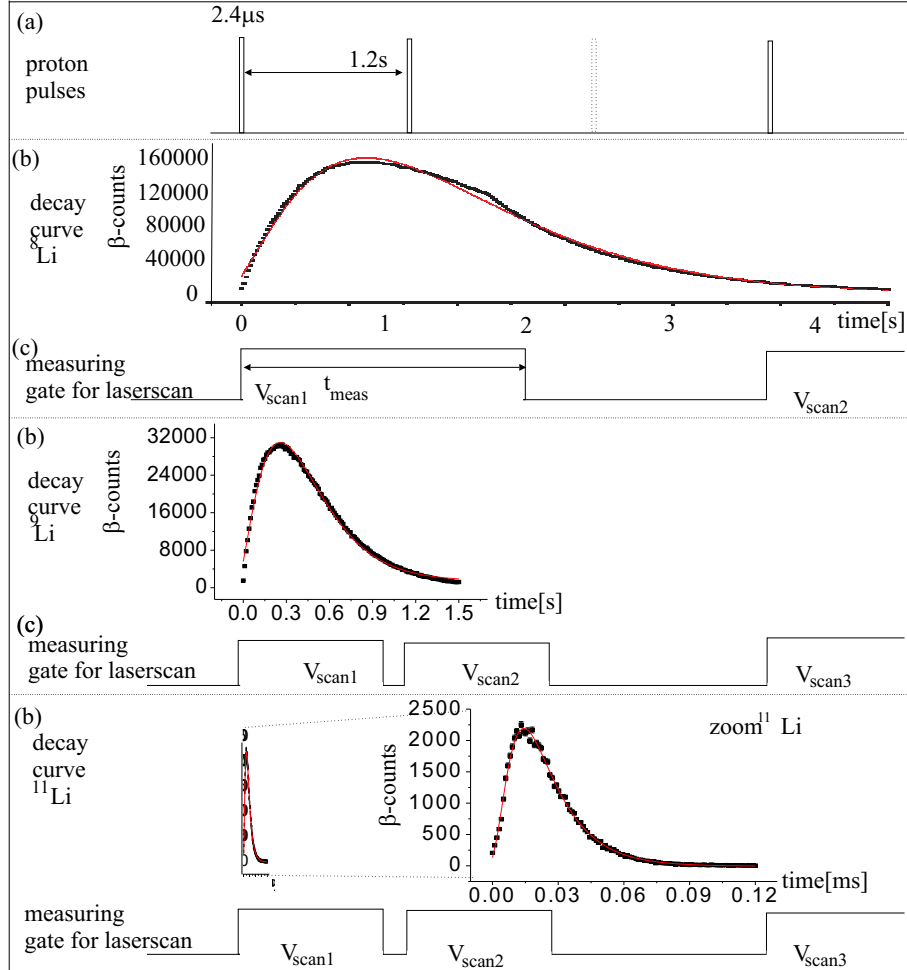 (a)
2.4μs
proton
pulses
1.2s
(b)
decay
curve
8Li
β-counts
160000
120000
80000
40000
0
0 1 2 3 4 time[s]
(c)
measuring
gate for laserscan
Vscan1 tmeas Vscan2
(b)
decay
curve
9Li
β-counts
32000
24000
16000
8000
0
0.0 0.3 0.6 0.9 1.2 1.5 time[s]
(c)
measuring
gate for laserscan
Vscan1 Vscan2 Vscan3
(b)
decay
curve
11Li
zoom 11 Li
β-counts
2500
2000
1500
1000
500
0
0.00 0.03 0.06 0.09 0.12 time[ms]
measuring
gate for laserscan
Vscan1 Vscan2 Vscan3